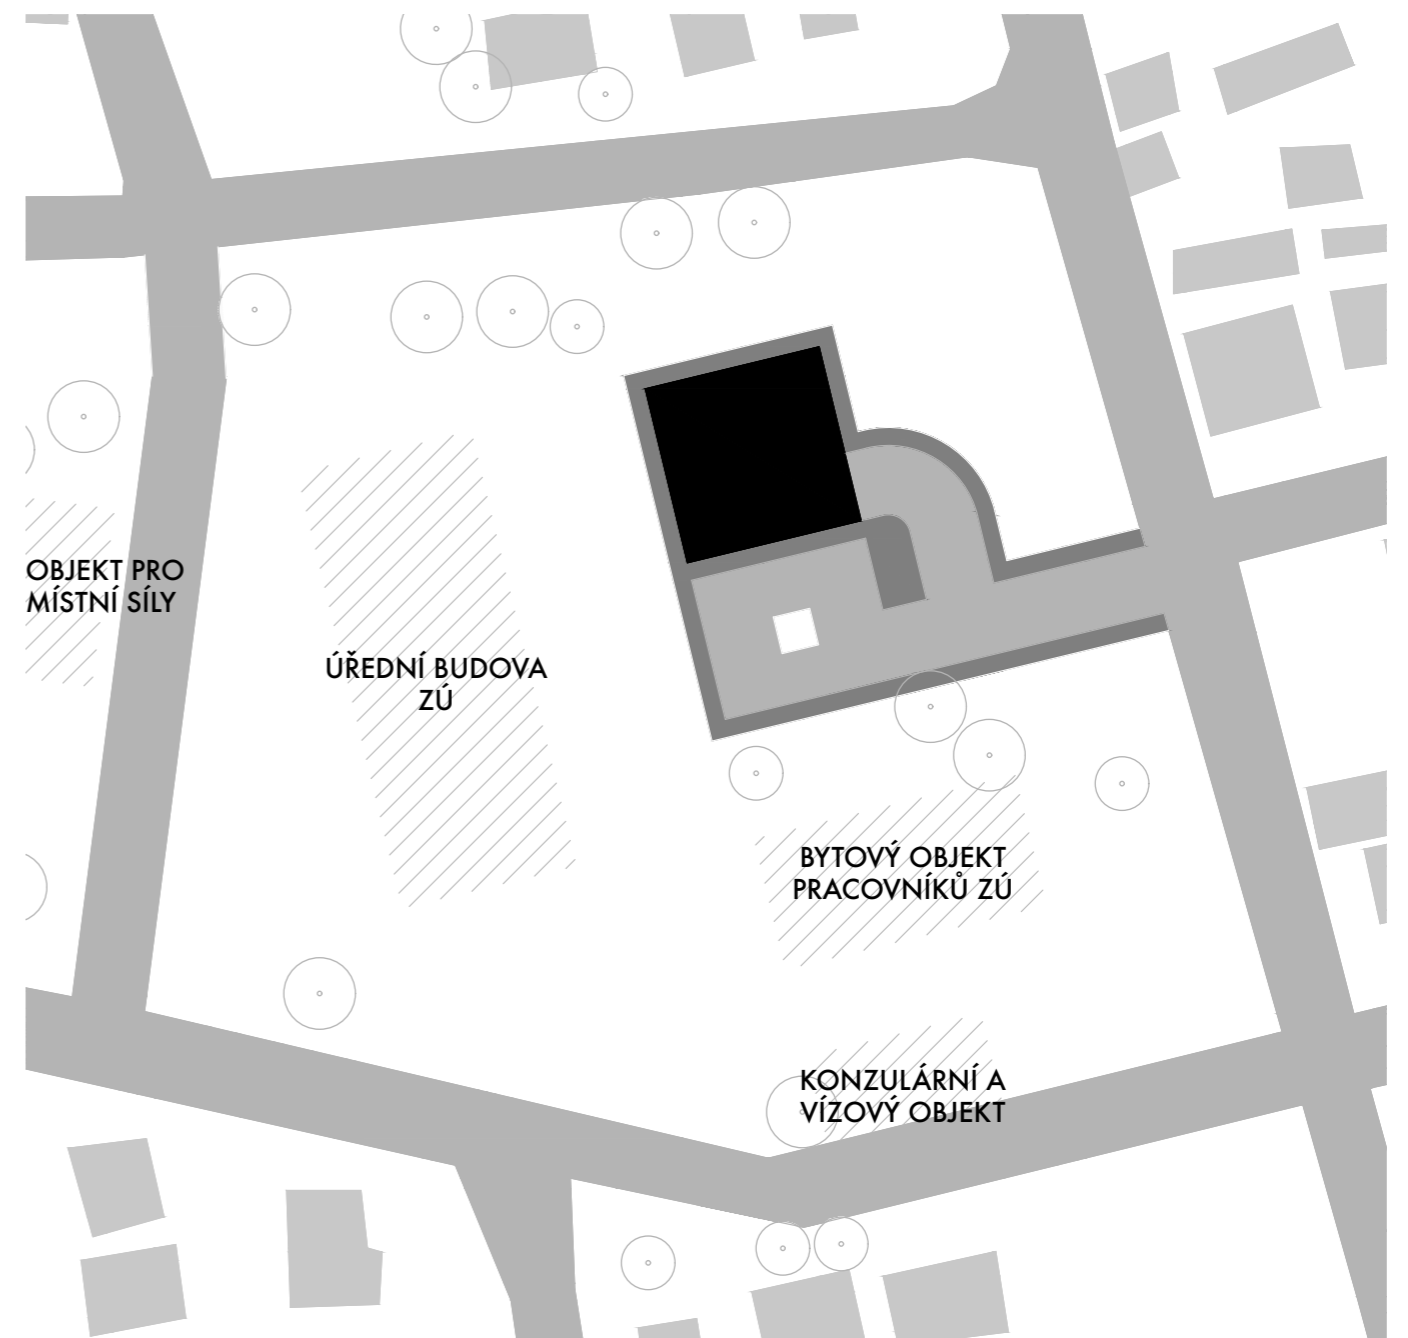 OBJEKT PRO
MÍSTNÍ SÍLY
ÚŘEDNÍ BUDOVA
ZÚ
BYTOVÝ OBJEKT
PRACOVNÍKŮ ZÚ
KONZULÁRNÍ A
VÍZOVÝ OBJEKT